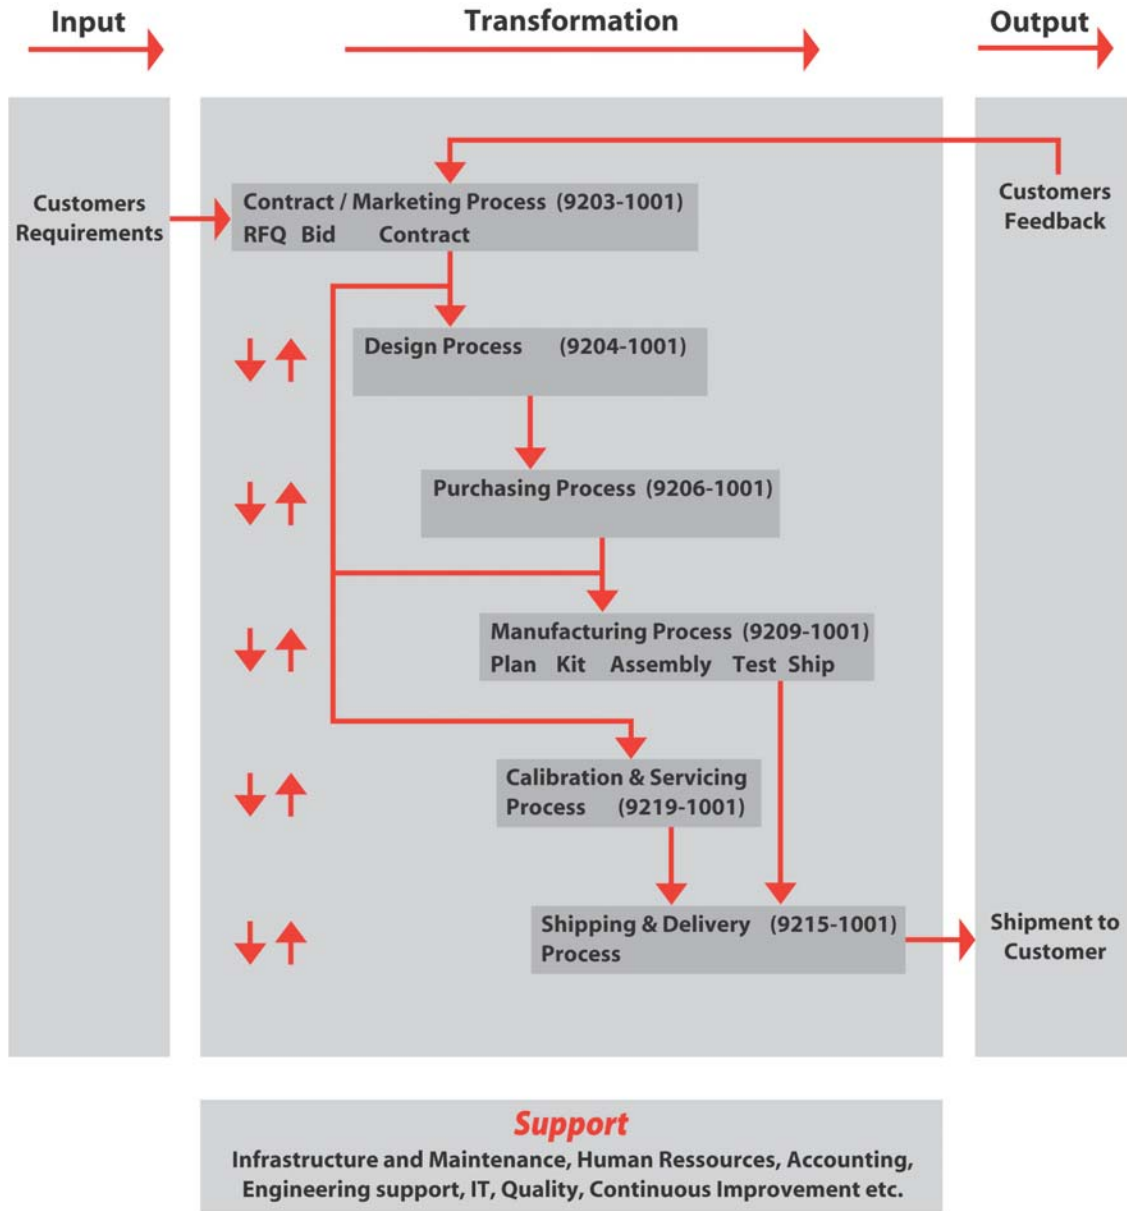 Input
Transformation
Output
Customers
Requirements
Contract / Marketing Process (9203-1001)
RFQ Bid Contract
Customers
Feedback
Design Process (9204-1001)
Purchasing Process (9206-1001)
Manufacturing Process (9209-1001)
Plan Kit Assembly Test Ship
Calibration & Servicing
Process (9219-1001)
Shipping & Delivery (9215-1001)
Process
Shipment to
Customer
Support
Infrastructure and Maintenance, Human Ressources, Accounting,
Engineering support, IT, Quality, Continuous Improvement etc.